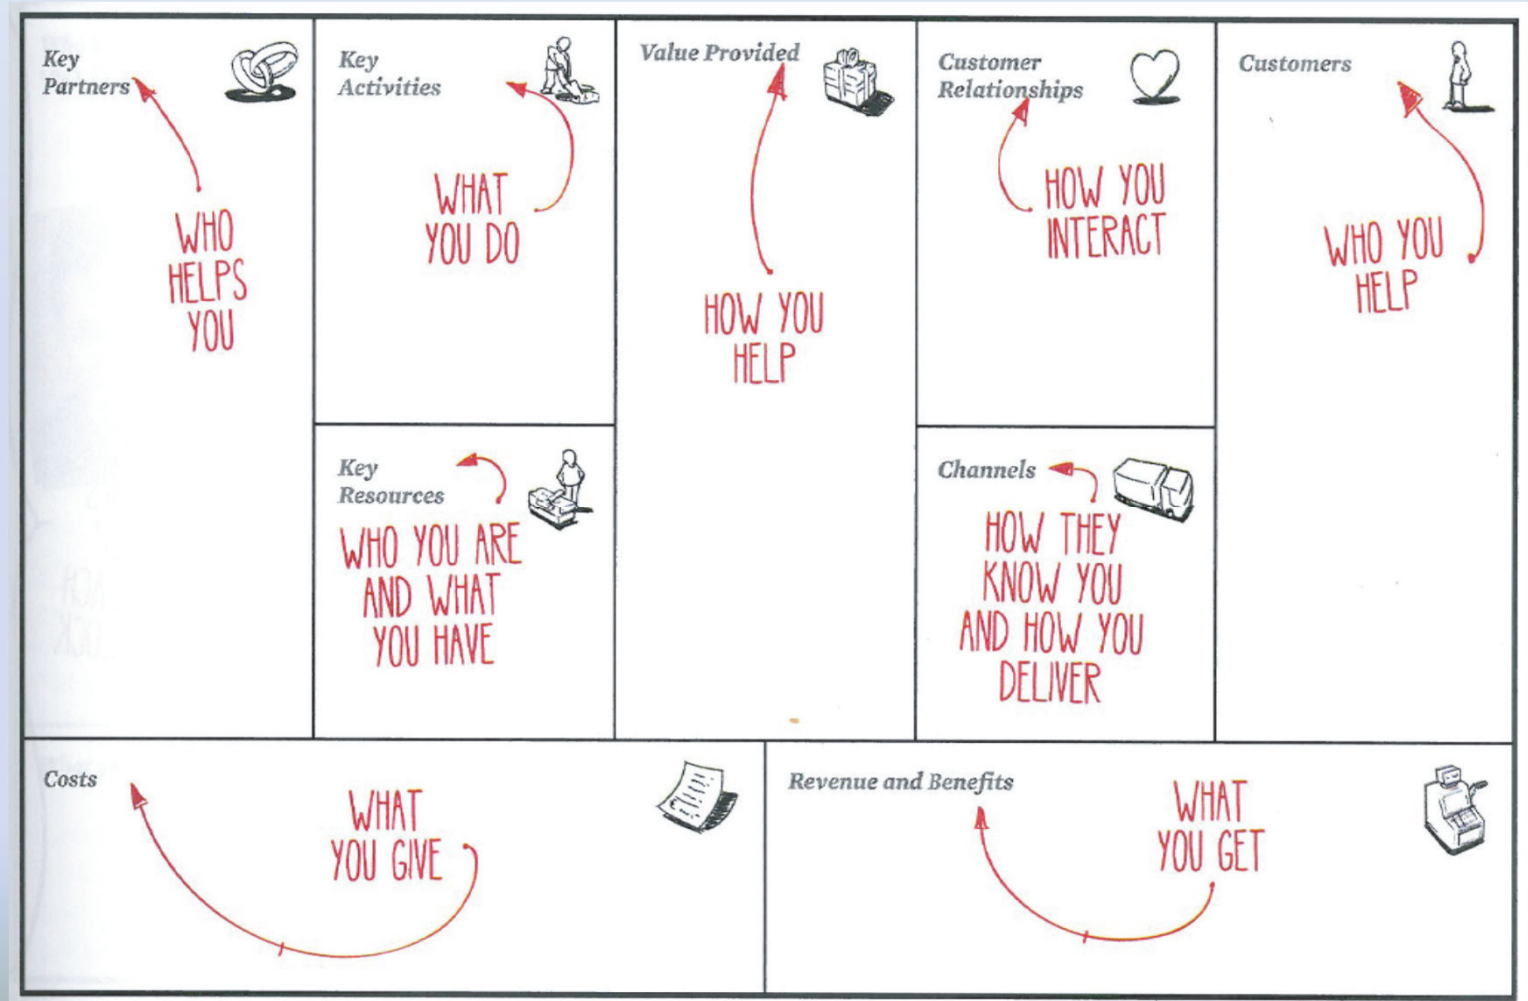 Key
Partners
WHO
HELPS
YOU
Key
Activities
WHAT
YOU DO
Key
Resources
WHO YOU ARE
AND WHAT
YOU HAVE
Value Provided
HOW YOU
HELP
Customer
Relationships
HOW YOU
INTERACT
Channels
HOW THEY
KNOW YOU
AND HOW YOU
DELIVER
Customers
WHO YOU
HELP
Costs
WHAT
YOU GIVE
Revenue and Benefits
WHAT
YOU GET